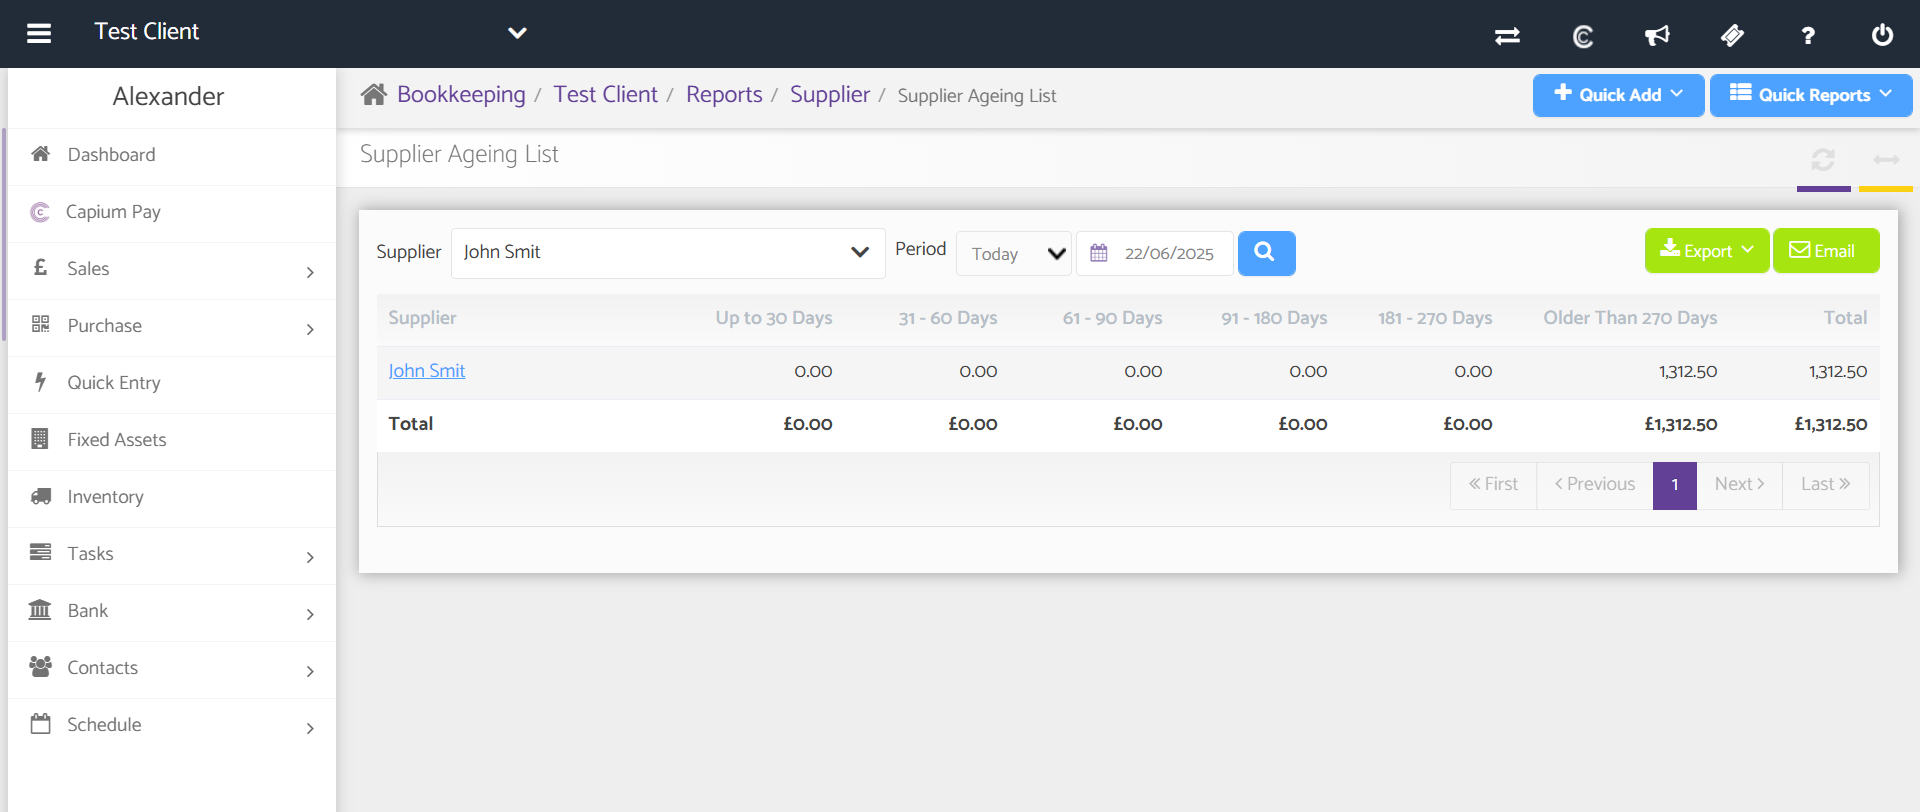 Test Client
Alexander
Dashboard
Capium Pay
Sales
Purchase
Quick Entry
Fixed Assets
Inventory
Tasks
Bank
Contacts
Schedule
Bookkeeping / Test Client / Reports / Supplier / Supplier Ageing List
Quick Add
Quick Reports
Supplier Ageing List
Supplier John Smit Period Today 22/06/2025
Export Email
Supplier Up to 30 Days 31 - 60 Days 61 - 90 Days 91 - 180 Days 181 - 270 Days Older Than 270 Days Total
John Smit 0.00 0.00 0.00 0.00 0.00 1,312.50 1,312.50
Total £0.00 £0.00 £0.00 £0.00 £0.00 £1,312.50 £1,312.50
« First ‹ Previous 1 Next › Last »